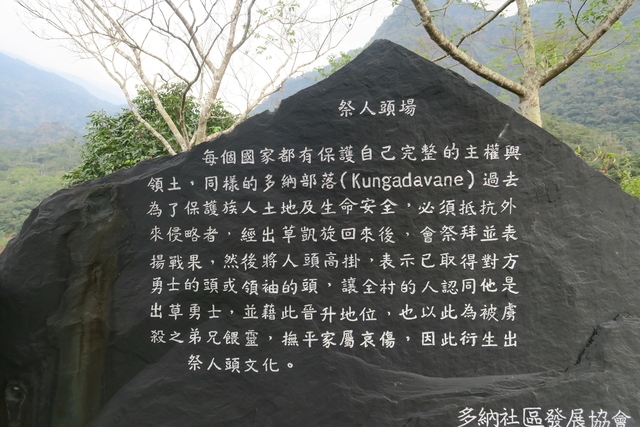 祭人頭場
每個國家都有保護自己完整的主權與
領土，同樣的多納部落(Kungadavane)過去
為了保護族人土地及生命安全，必須抵抗外
來侵略者，經出草凱旋回來後，會祭拜並表
揚戰果，然後將人頭高掛，表示已取得對方
勇士的頭或領袖的頭，讓全村的人認同他是
出草勇士，並藉此晉升地位，也以此為被虜
殺之弟兄餵靈，撫平家屬哀傷，因此衍生出
祭人頭文化。
多納社區發展協會